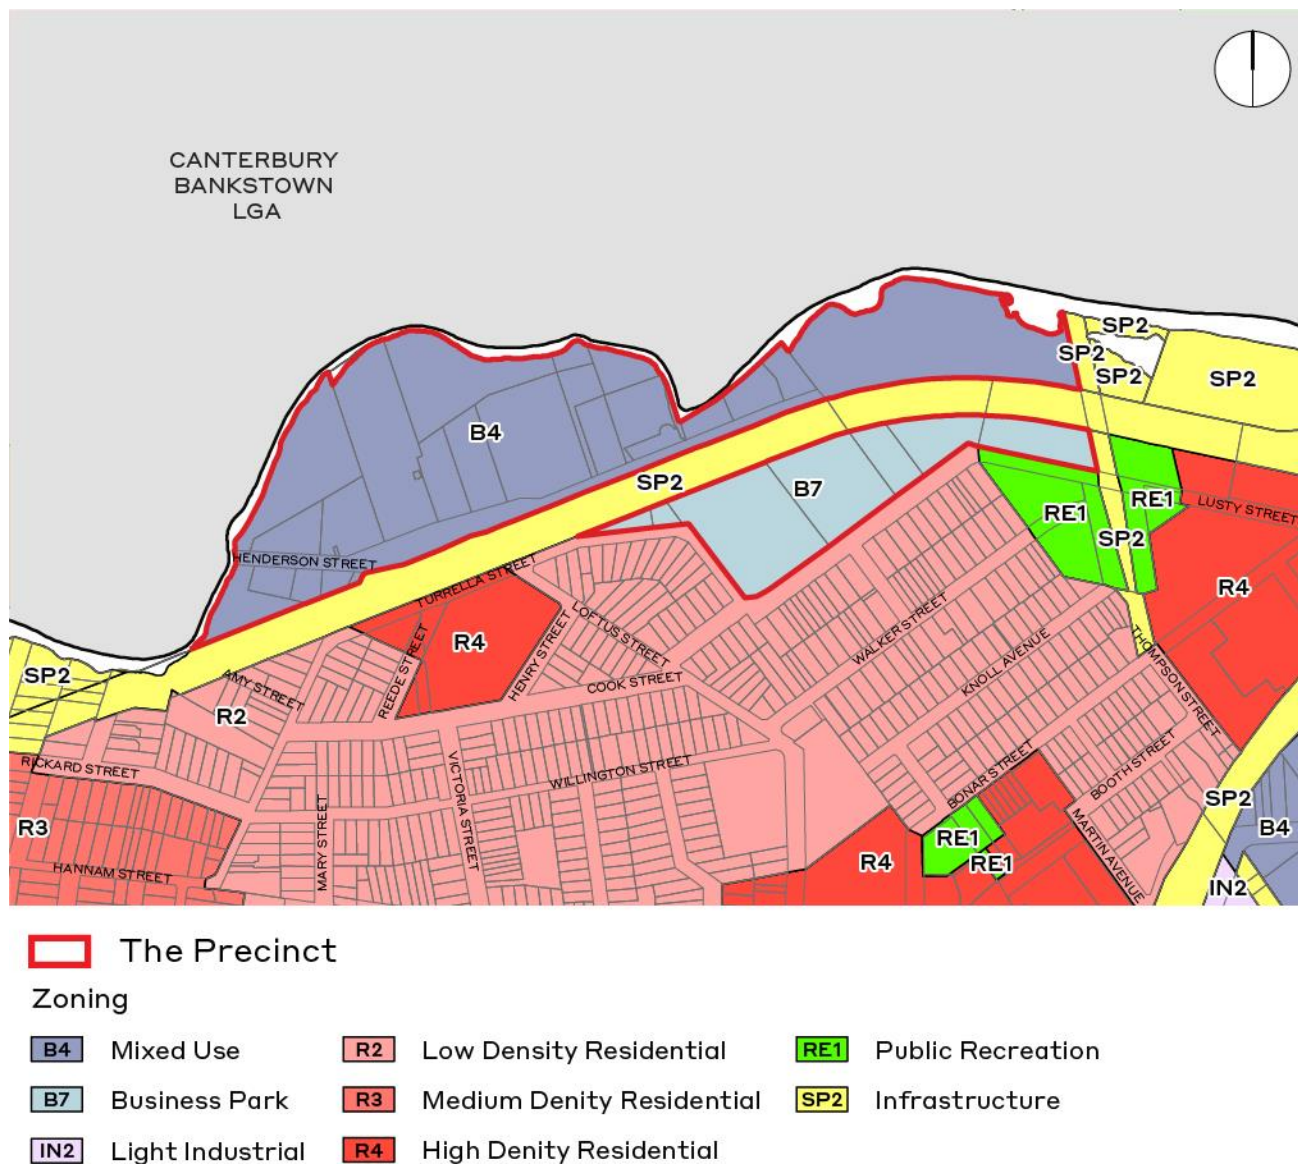 CANTERBURY
BANKSTOWN
LGA
SP2
SP2
SP2
SP2
B4
SP2
B7
RE1
RE1
LUSTY STREET
SP2
HENDERSON STREET
TURRELLA STREET
R4
R4
LOFTUS STREET
WALKER STREET
REEDE STREET
HENRY STREET
COOK STREET
KNOLL AVENUE
THOMPSON STREET
SP2
AMY STREET
R2
RICKARD STREET
VICTORIA STREET
WILLINGTON STREET
BONAR STREET
BOOTH STREET
SP2
R3
MARY STREET
RE1
MARTIN AVENUE
B4
HANNAM STREET
R4
RE1
IN2
The Precinct
Zoning
B4 Mixed Use
R2 Low Density Residential
RE1 Public Recreation
B7 Business Park
R3 Medium Denity Residential
SP2 Infrastructure
IN2 Light Industrial
R4 High Denity Residential